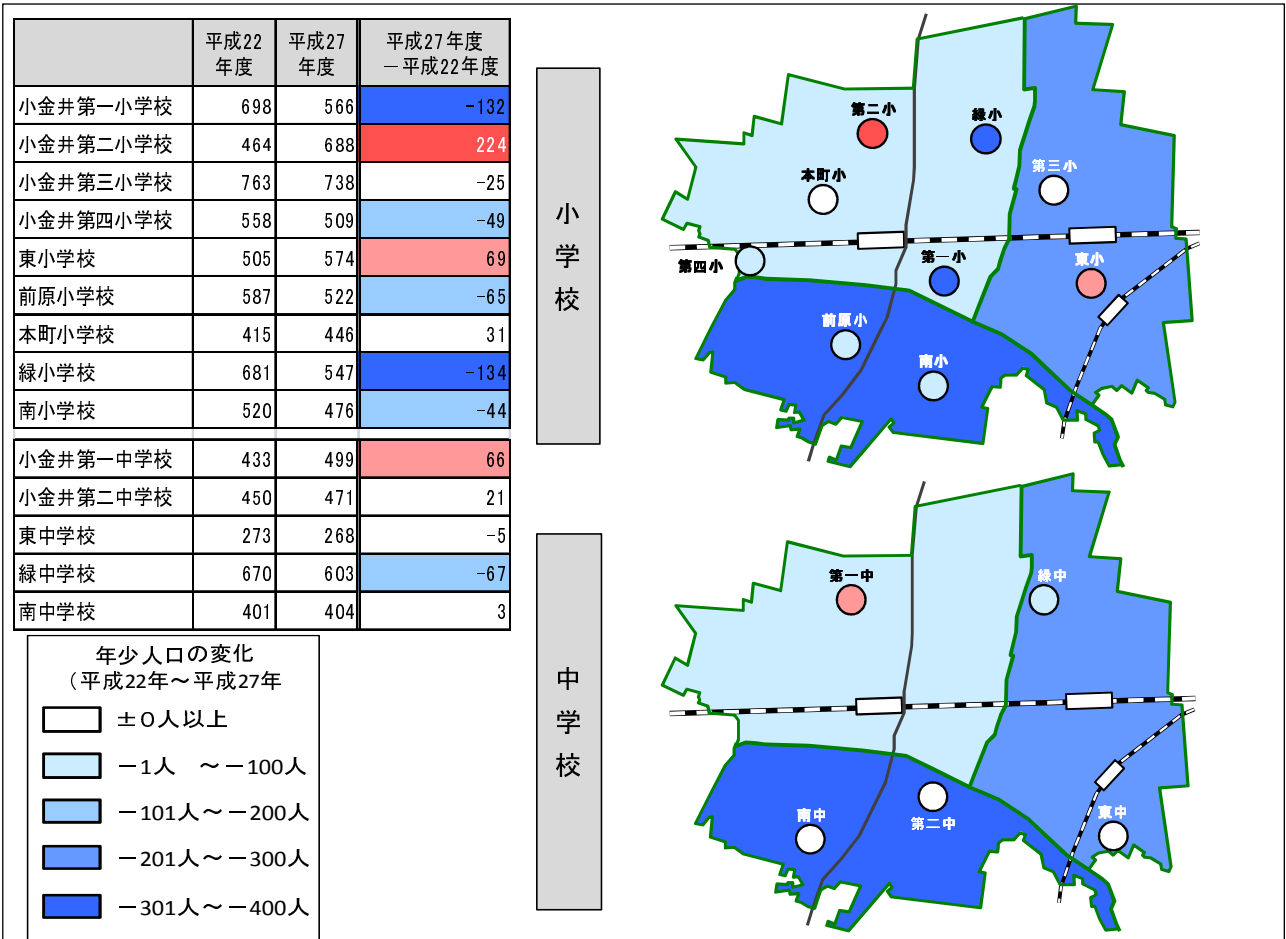 平成22年度 平成27年度 平成27年度－平成22年度
小金井第一小学校 698 566 -132
小金井第二小学校 464 688 224
小金井第三小学校 763 738 -25
小金井第四小学校 558 509 -49
東小学校 505 574 69
前原小学校 587 522 -65
本町小学校 415 446 31
緑小学校 681 547 -134
南小学校 520 476 -44
小金井第一中学校 433 499 66
小金井第二中学校 450 471 21
東中学校 273 268 -5
緑中学校 670 603 -67
南中学校 401 404 3
年少人口の変化
（平成22年～平成27年
±0人以上
－1人　～－100人
－101人～－200人
－201人～－300人
－301人～－400人
小学校
第二小
緑小
本町小
第三小
第四小
第一小
東小
前原小
南小
中学校
第一中
緑中
南中
第二中
東中